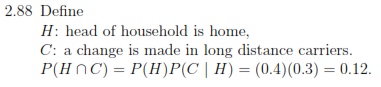 2.88 Define
H: head of household is home,
C: a change is made in long distance carriers.
P(H ∩ C) = P(H)P(C | H) = (0.4)(0.3) = 0.12.